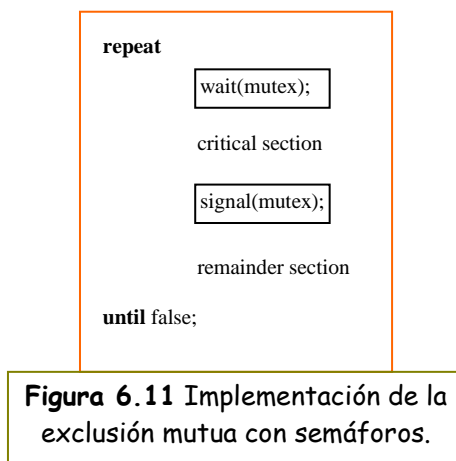 repeat
wait(mutex);
critical section
signal(mutex);
remainder section
until false;
Figura 6.11 Implementación de la
exclusión mutua con semáforos.